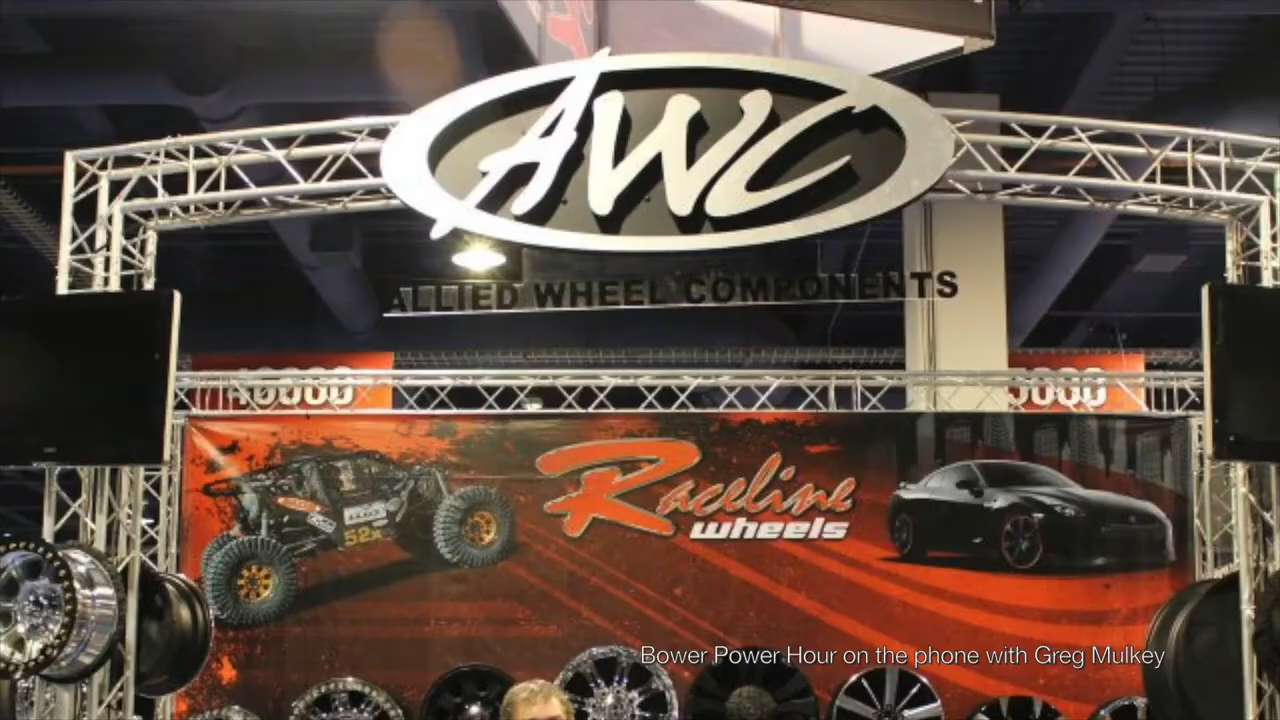 AWC
ALLIED WHEEL COMPONENTS
Raceline
wheels
52x
Bower Power Hour on the phone with Greg Mulkey